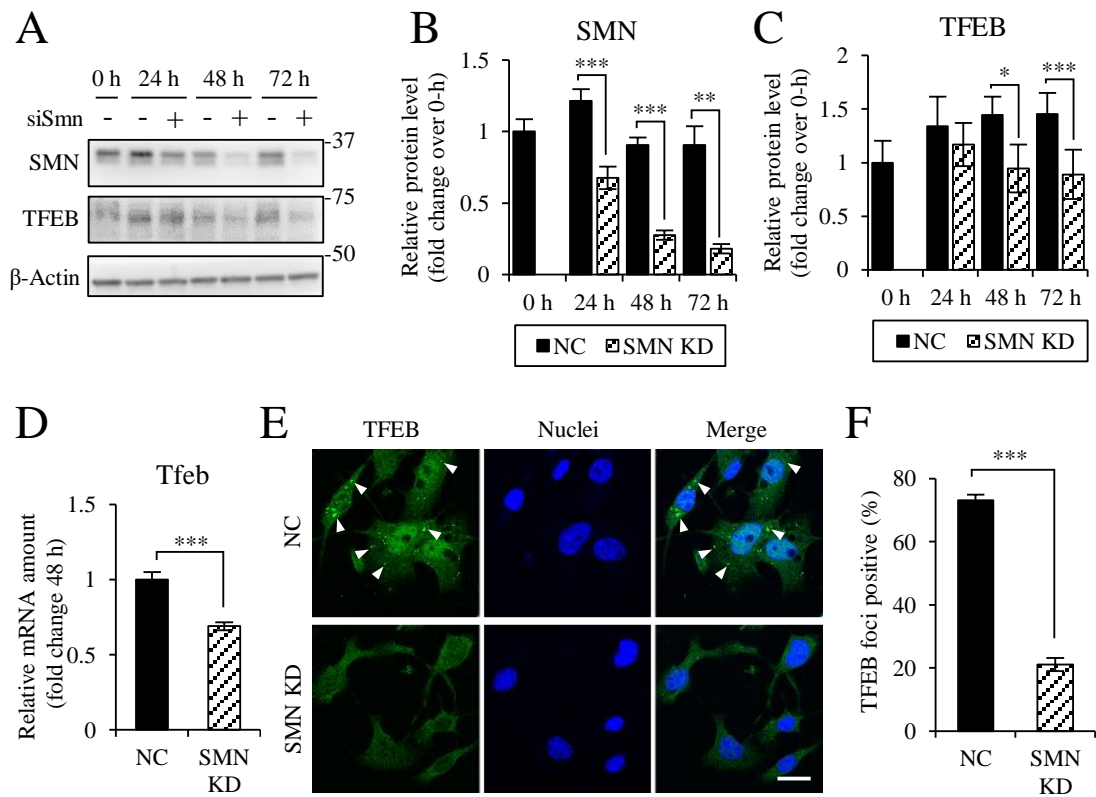 A
0 h 24 h 48 h 72 h
siSmn - - + - + - +
SMN
-37
TFEB
-75
-50
β-Actin
B
SMN
Relative protein level
(fold change over 0-h)
1.5
1
0.5
0
***
***
**
0 h 24 h 48 h 72 h
NC SMN KD
C
TFEB
Relative protein level
(fold change over 0-h)
2
1.5
1
0.5
0
*
***
0 h 24 h 48 h 72 h
NC SMN KD
D
Tfeb
Relative mRNA amount
(fold change 48 h)
1.5
1
0.5
0
***
NC SMN
KD
E
TFEB Nuclei Merge
NC
SMN KD
F
TFEB foci positive (%)
80
60
40
20
0
***
NC SMN
KD